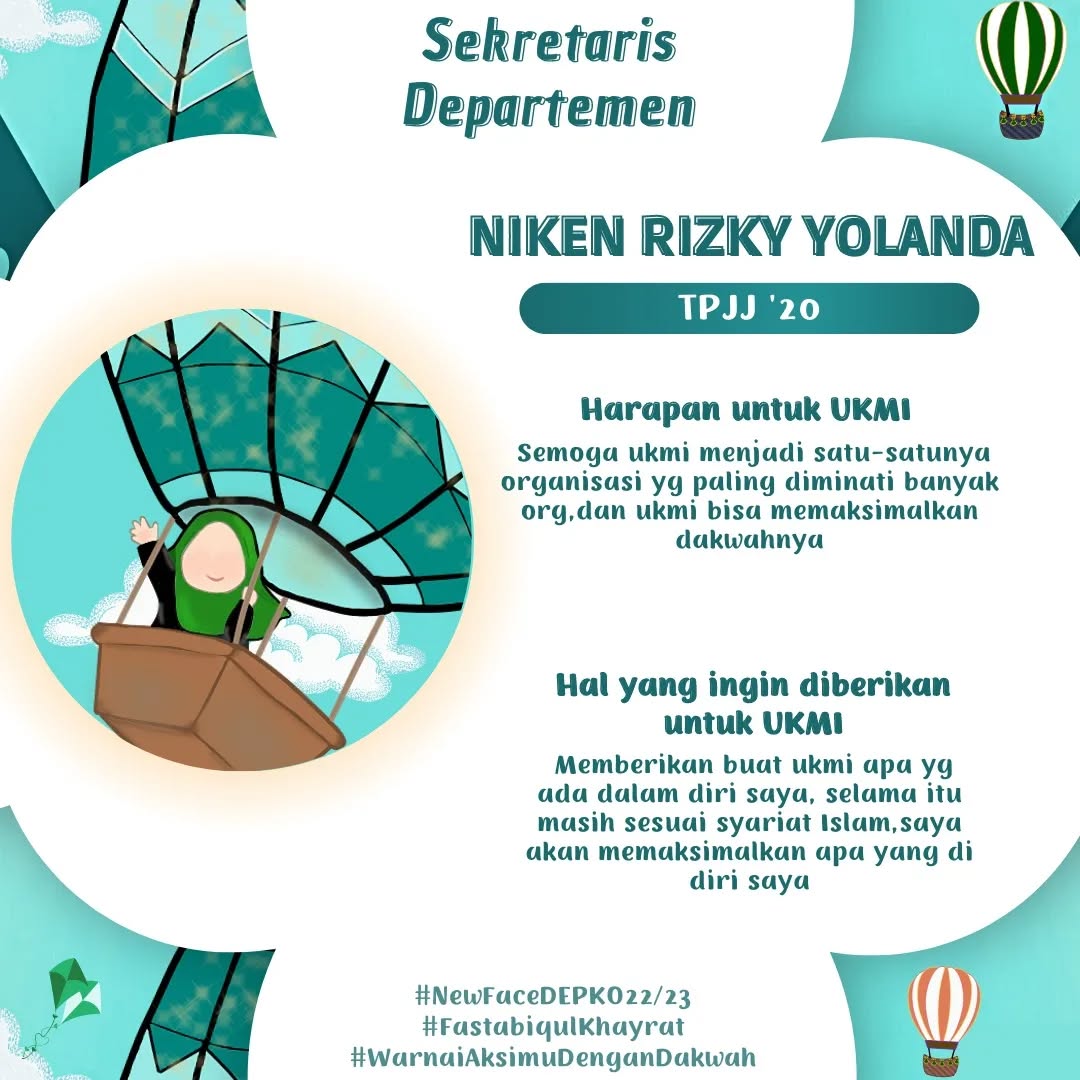 Sekretaris
Departemen
NIKEN RIZKY YOLANDA
TPJJ '20
Harapan untuk UKMI
Semoga ukmi menjadi satu-satunya
organisasi yg paling diminati banyak
org,dan ukmi bisa memaksimalkan
dakwahnya
Hal yang ingin diberikan
untuk UKMI
Memberikan buat ukmi apa yg
ada dalam diri saya, selama itu
masih sesuai syariat Islam,saya
akan memaksimalkan apa yang di
diri saya
#NewFaceDEPKO22/23
#FastabiqulKhayrat
#WarnaiAksimuDenganDakwah